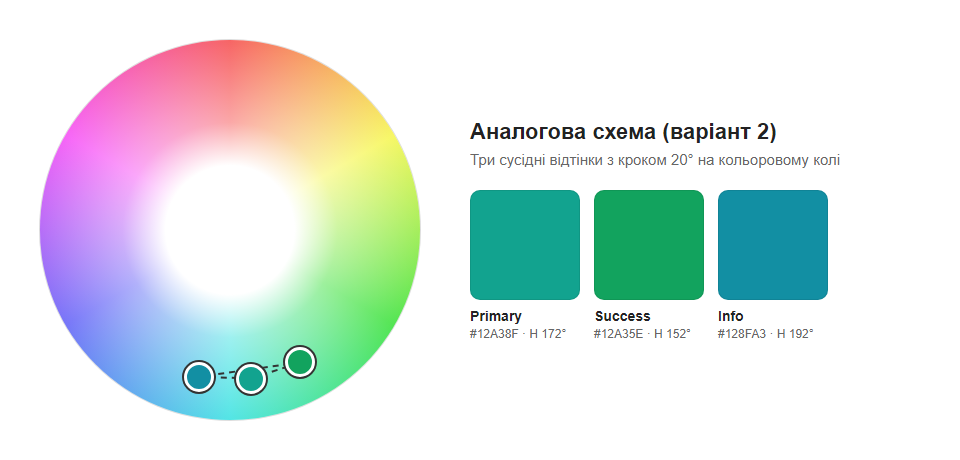 Аналогова схема (варіант 2)
Три сусідні відтінки з кроком 20° на кольоровому колі
Primary
#12A38F · H 172°
Success
#12A35E · H 152°
Info
#128FA3 · H 192°